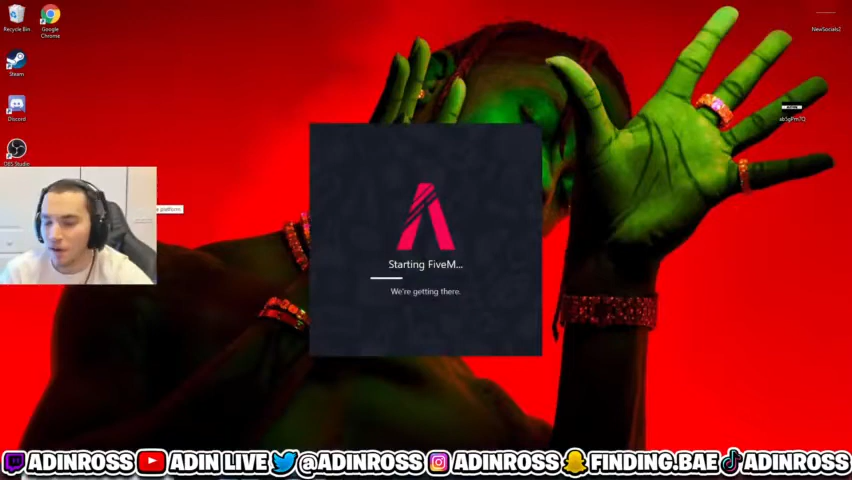 Recycle Bin
Google
Chrome
NewSocials2
Steam
Discord
OBS Studio
platform.
Starting FiveM...
We're getting there.
ADINROSS ADIN LIVE @ADINROSS ADINROSS FINDING.BAE ADINROSS